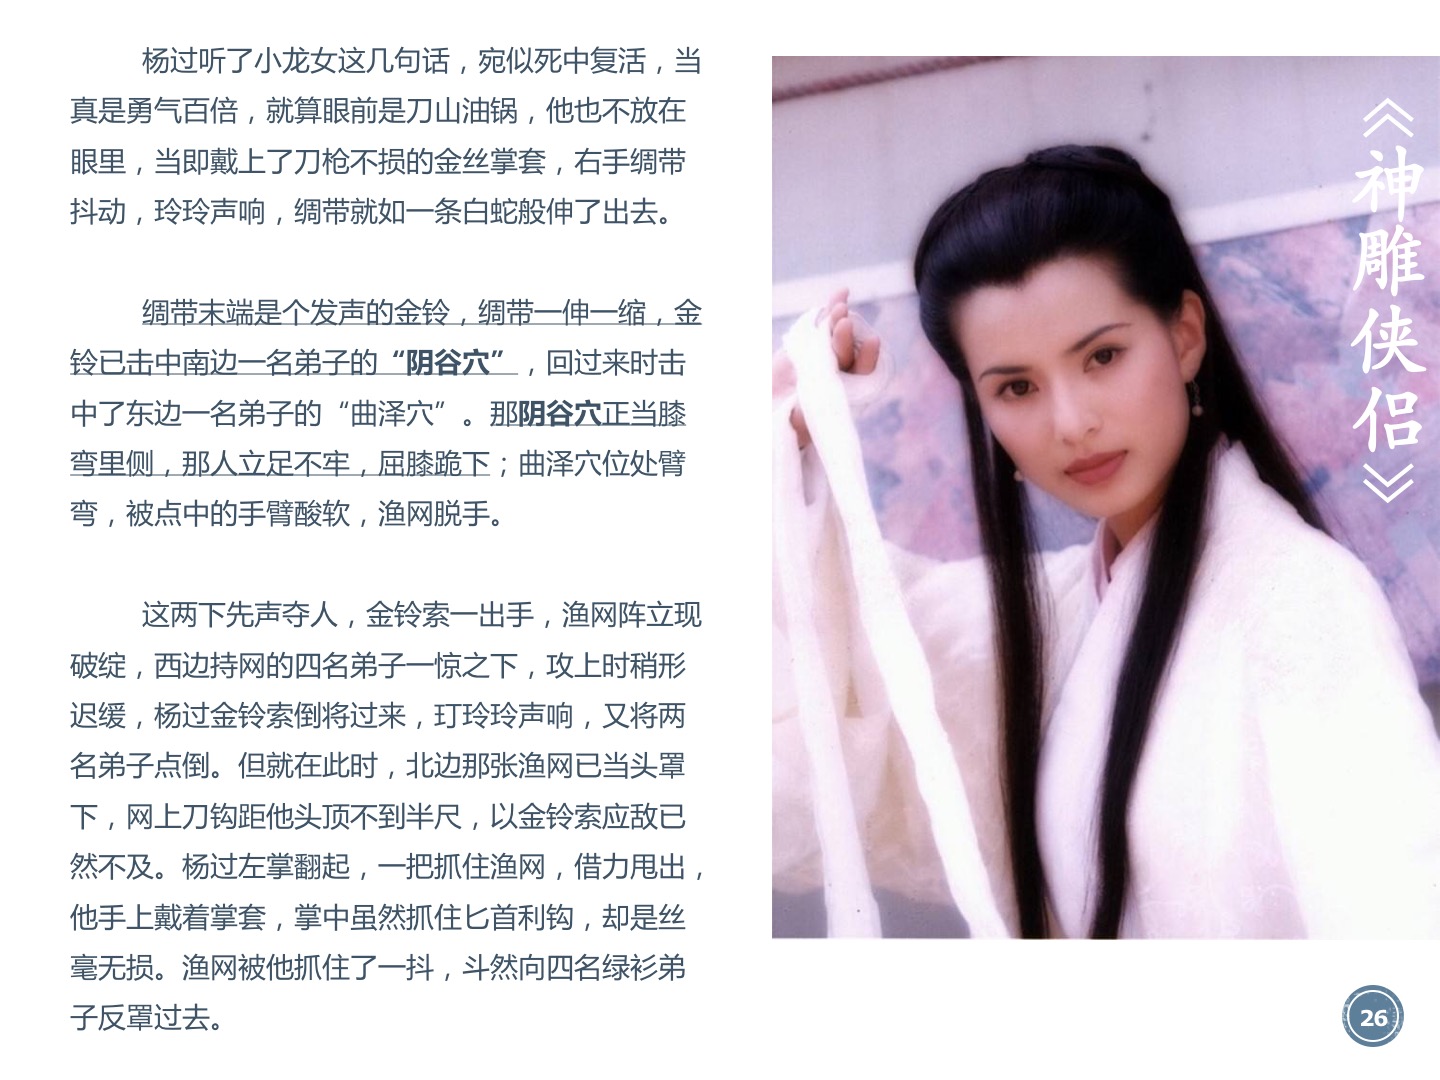 杨过听了小龙女这几句话，宛似死中复活，当
真是勇气百倍，就算眼前是刀山油锅，他也不放在
眼里，当即戴上了刀枪不损的金丝掌套，右手绸带
抖动，玲玲声响，绸带就如一条白蛇般伸了出去。
绸带末端是个发声的金铃，绸带一伸一缩，金
铃已击中南边一名弟子的“阴谷穴”，回过来时击
中了东边一名弟子的“曲泽穴”。那阴谷穴正当膝
弯里侧，那人立足不牢，屈膝跪下；曲泽穴位处臂
弯，被点中的手臂酸软，渔网脱手。
这两下先声夺人，金铃索一出手，渔网阵立现
破绽，西边持网的四名弟子一惊之下，攻上时稍形
迟缓，杨过金铃索倒将过来，玎玲玲声响，又将两
名弟子点倒。但就在此时，北边那张渔网已当头罩
下，网上刀钩距他头顶不到半尺，以金铃索应敌已
然不及。杨过左掌翻起，一把抓住渔网，借力甩出，
他手上戴着掌套，掌中虽然抓住匕首利钩，却是丝
毫无损。渔网被他抓住了一抖，斗然向四名绿衫弟
子反罩过去。
《神雕侠侣》
26